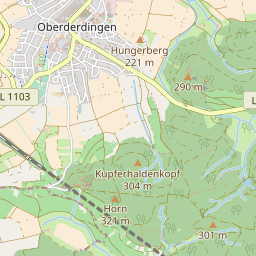 Oberderdingen
Hungerberg
221 m
290 m
L 1103
L
Kupferhaldenkopf
304 m
Horn
321 m
301 m